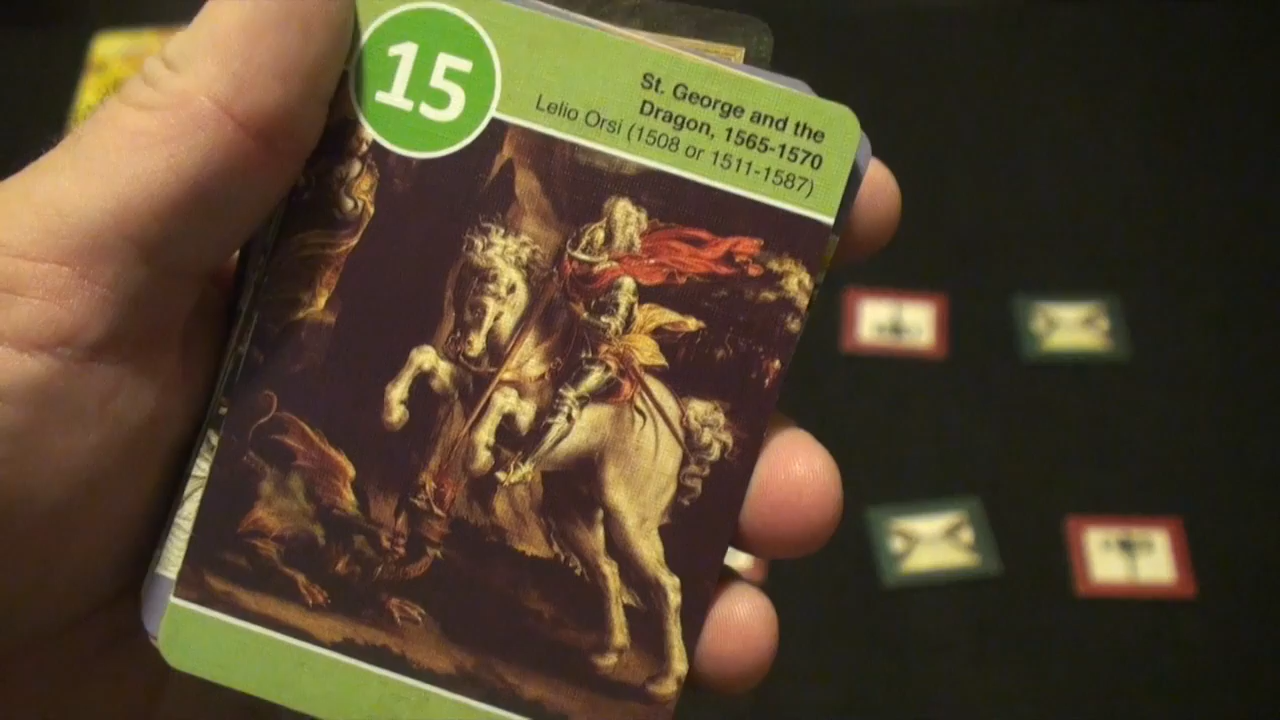 15
St. George and the
Dragon, 1565-1570
Lelio Orsi (1508 or 1511-1587)